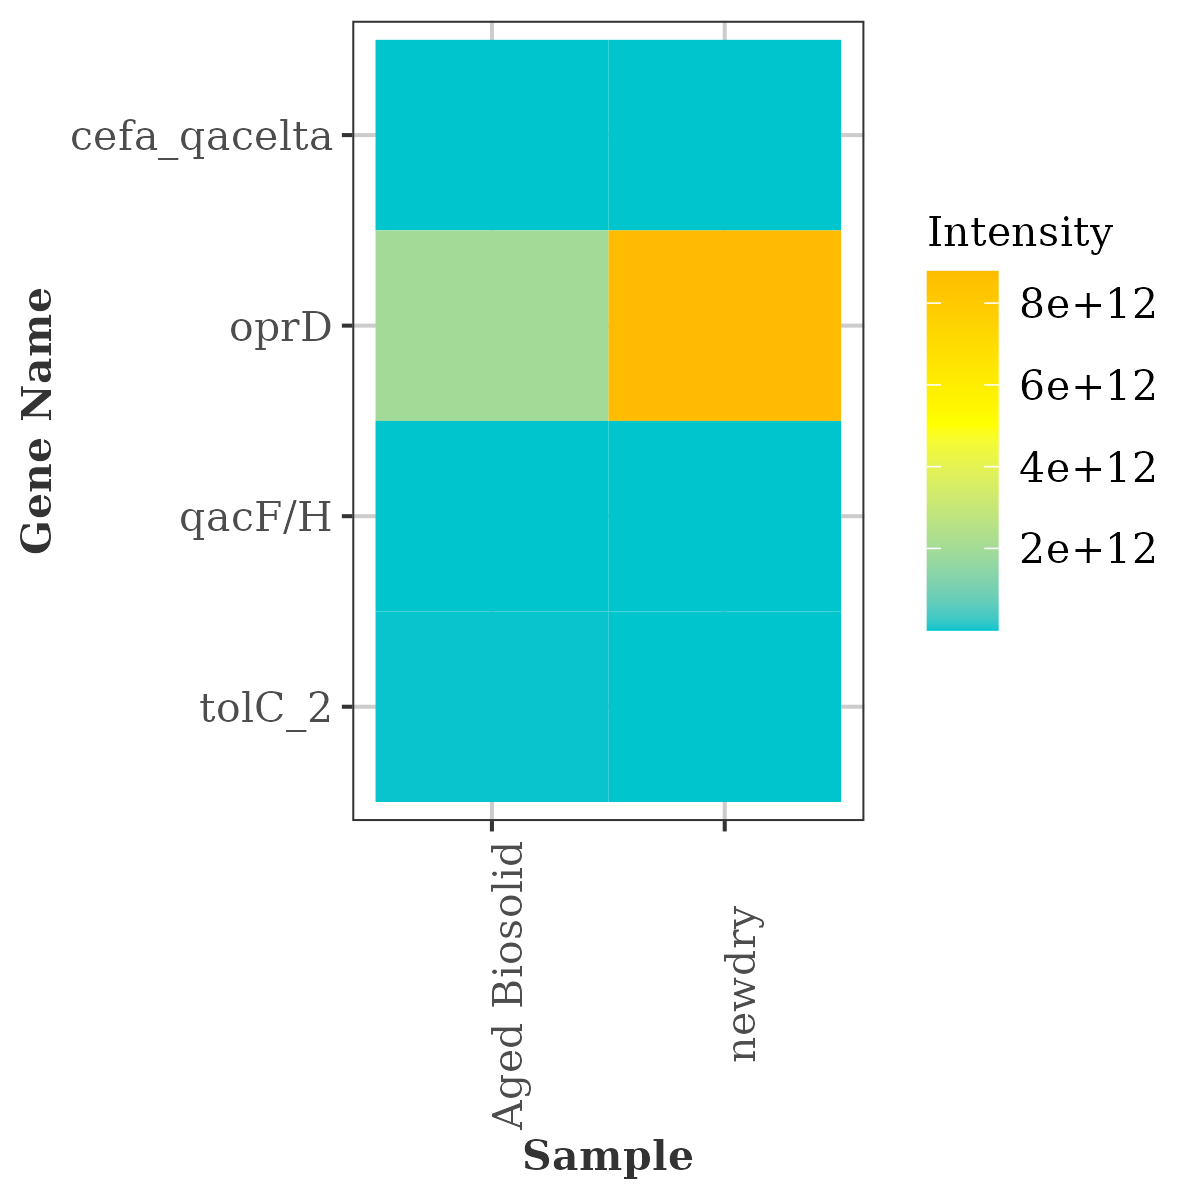 cefa_qacelta
oprD
qacF/H
tolC_2
Gene Name
Aged Biosolid
newdry
Sample
Intensity
8e+12
6e+12
4e+12
2e+12